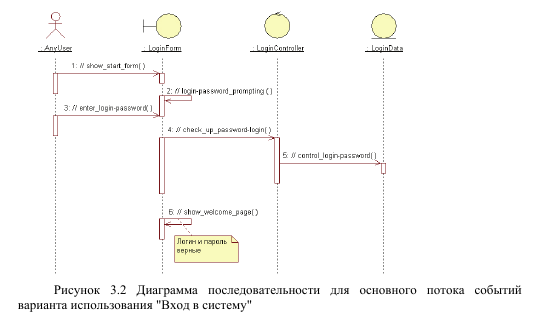 : AnyUser
: LoginForm
: LoginController
: LoginData
1: // show_start_form( )
2: // login-password_prompting ( )
3: // enter_login-password( )
4: // check_up_password-login( )
5: // control_login-password( )
6: // show_welcome_page( )
Логин и пароль
верные
Рисунок 3.2 Диаграмма последовательности для основного потока событий
варианта использования "Вход в систему"